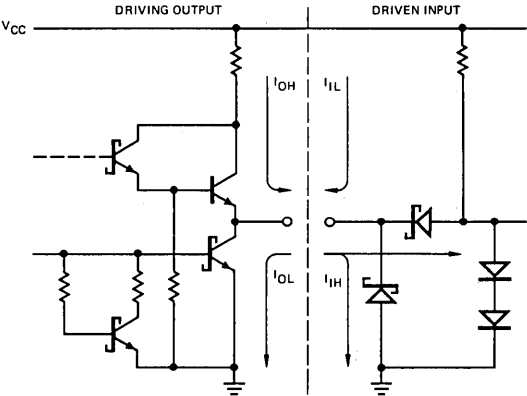 DRIVING OUTPUT
DRIVEN INPUT
VCC
IOH
IIL
IOL
IIH